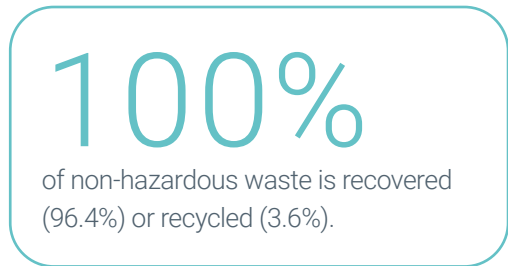 100%
of non-hazardous waste is recovered
(96.4%) or recycled (3.6%).